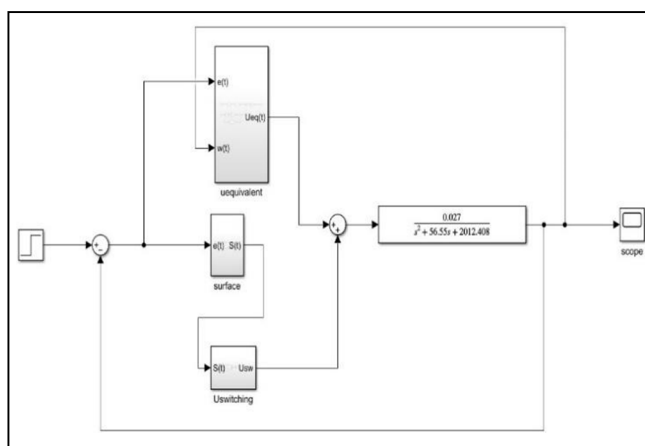 e(t)
Ueq(t)
w(t)
uequivalent
+
−
e(t) S(t)
surface
S(t) Usw
Uswitching
+
+
0.027
s² + 56.55s + 2012.408
scope